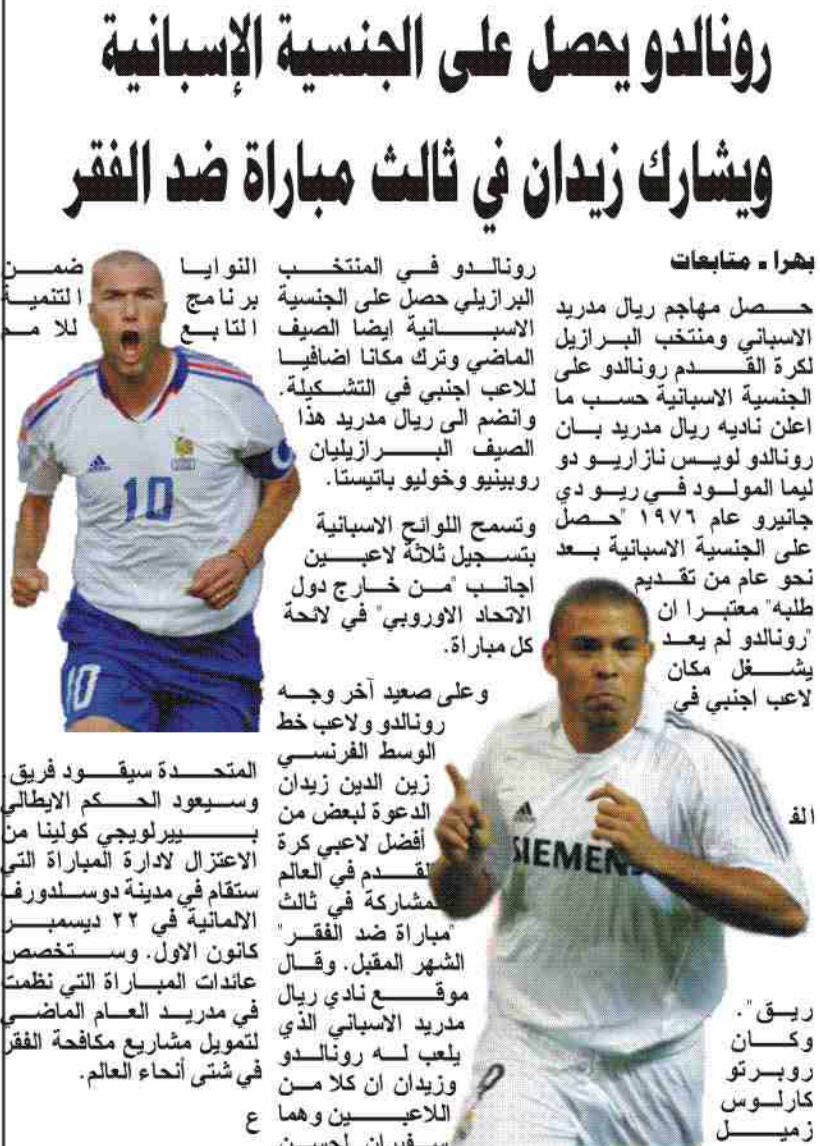 رونالدو يحصل على الجنسية الإسبانية
ويشارك زيدان في ثالث مباراة ضد الفقر
بهرا ـ متابعات
حصل مهاجم ريال مدريد
الاسباني ومنتخب البرازيل
لكرة القدم رونالدو على
الجنسية الاسبانية حسب ما
اعلن ناديه ريال مدريد بان
رونالدو لويس نازاريو دو
ليما المولود في ريو دي
جانيرو عام ١٩٧٦ "حصل
على الجنسية الاسبانية بعد
نحو عام من تقديم
طلبه" معتبرا ان
"رونالدو لم يعد
يشغل مكان
لاعب اجنبي في
الف
ريق".
وكان
روبرتو
كارلوس
زميل
رونالدو في المنتخب
البرازيلي حصل على الجنسية
الاسبانية ايضا الصيف
الماضي وترك مكانا اضافيا
للاعب اجنبي في التشكيلة.
وانضم الى ريال مدريد هذا
الصيف البرازيليان
روبينيو وخوليو باتيستا.
وتسمح اللوائح الاسبانية
بتسجيل ثلاثة لاعبين
اجانب "من خارج دول
الاتحاد الاوروبي" في لائحة
كل مباراة.
وعلى صعيد آخر وجه
رونالدو ولاعب خط
الوسط الفرنسي
زين الدين زيدان
الدعوة لبعض من
أفضل لاعبي كرة
القدم في العالم
للمشاركة في ثالث
"مباراة ضد الفقر"
الشهر المقبل. وقال
موقع نادي ريال
مدريد الاسباني الذي
يلعب له رونالدو
وزيدان ان كلا من
اللاعبين وهما
سفيران لحسن
النوايا ضمن
برنامج التنمية
التابع للامم
المتحدة سيقود فريق.
وسيعود الحكم الايطالي
بييرلويجي كولينا من
الاعتزال لادارة المباراة التي
ستقام في مدينة دوسلدورف
الالمانية في ٢٢ ديسمبر
كانون الاول. وستخصص
عائدات المباراة التي نظمت
في مدريد العام الماضي
لتمويل مشاريع مكافحة الفقر
في شتى أنحاء العالم.
ع
adidas
10
10
SIEMENS